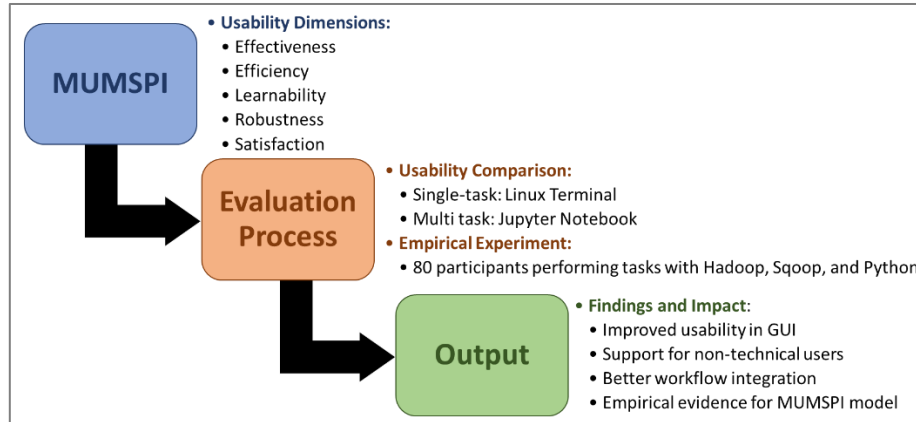 MUMSPI
• Usability Dimensions:
• Effectiveness
• Efficiency
• Learnability
• Robustness
• Satisfaction
Evaluation
Process
• Usability Comparison:
• Single-task: Linux Terminal
• Multi task: Jupyter Notebook
• Empirical Experiment:
• 80 participants performing tasks with Hadoop, Sqoop, and Python
Output
• Findings and Impact:
• Improved usability in GUI
• Support for non-technical users
• Better workflow integration
• Empirical evidence for MUMSPI model